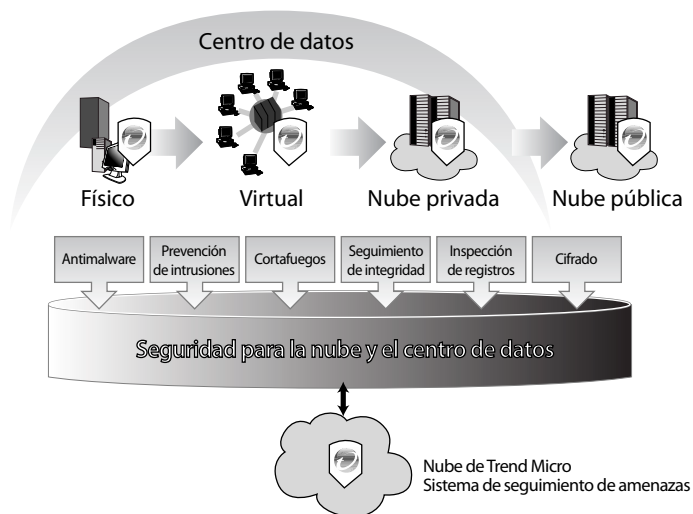 Centro de datos
Físico
Virtual
Nube privada
Nube pública
Antimalware
Prevención
de intrusiones
Cortafuegos
Seguimiento
de integridad
Inspección
de registros
Cifrado
Seguridad para la nube y el centro de datos
Nube de Trend Micro
Sistema de seguimiento de amenazas